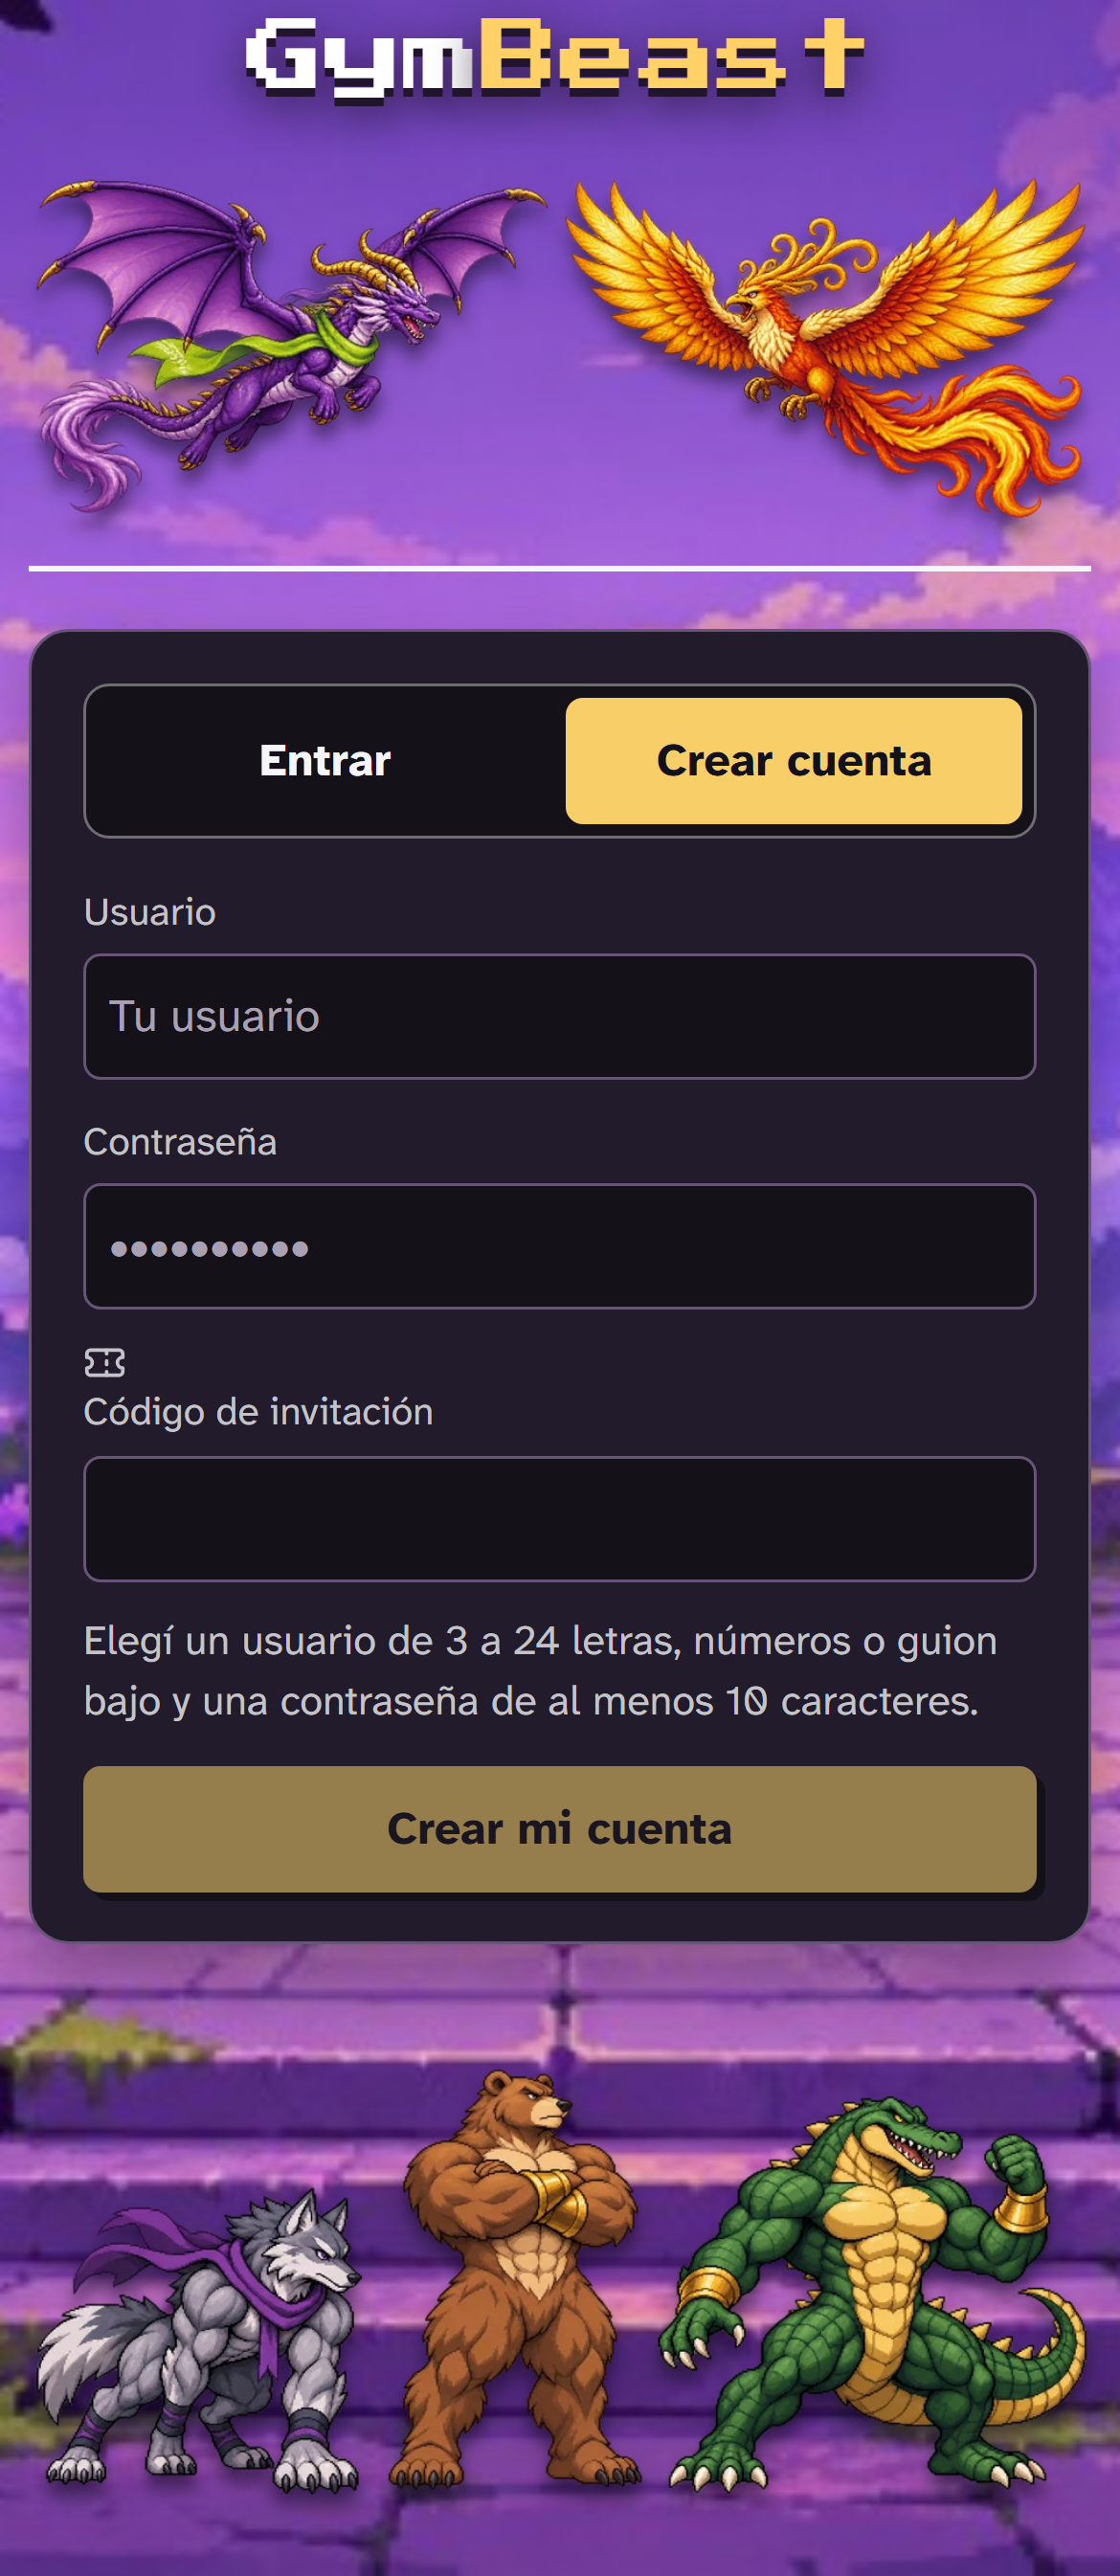 GymBeast
Entrar
Crear cuenta
Usuario
Tu usuario
Contraseña
••••••••••
Código de invitación
Elegí un usuario de 3 a 24 letras, números o guion
bajo y una contraseña de al menos 10 caracteres.
Crear mi cuenta